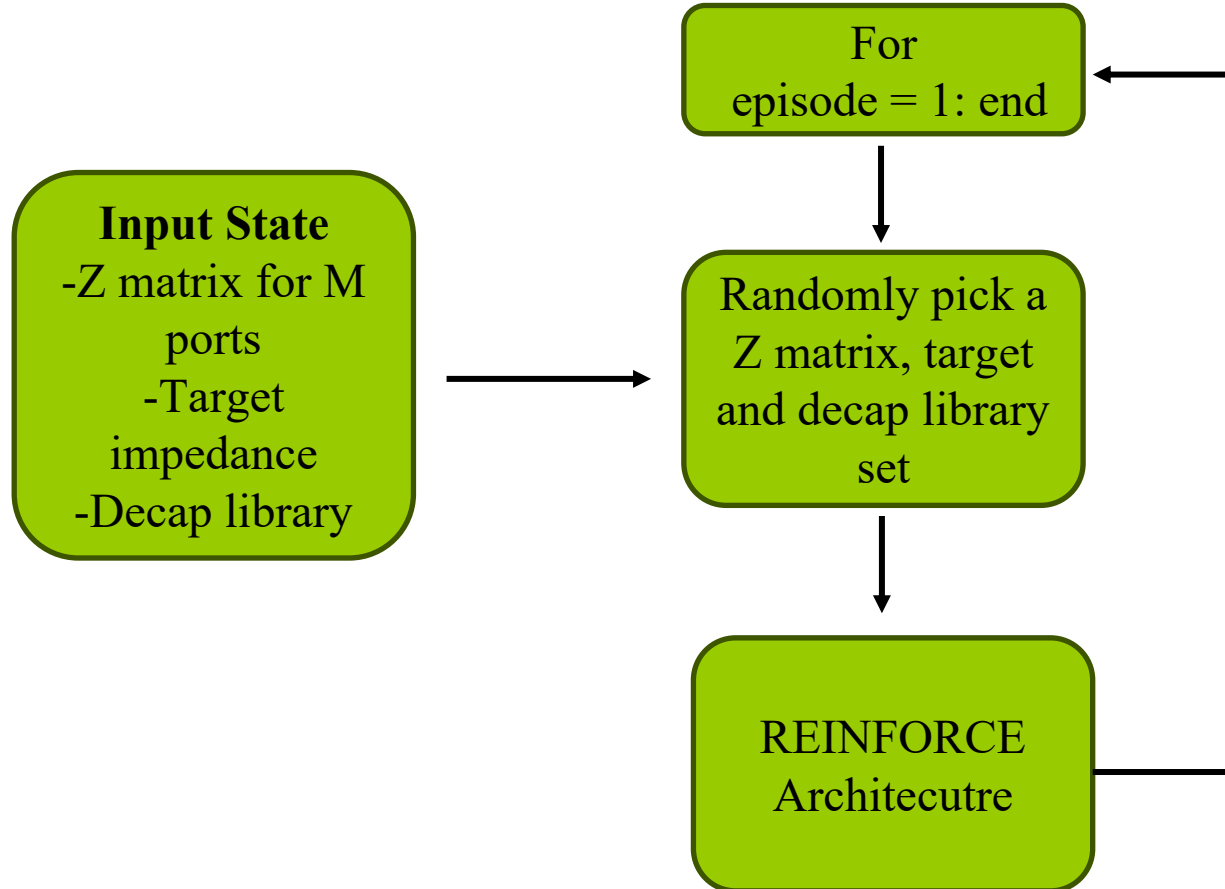 For
episode = 1: end
Input State
-Z matrix for M
ports
-Target
impedance
-Decap library
Randomly pick a
Z matrix, target
and decap library
set
REINFORCE
Architecutre